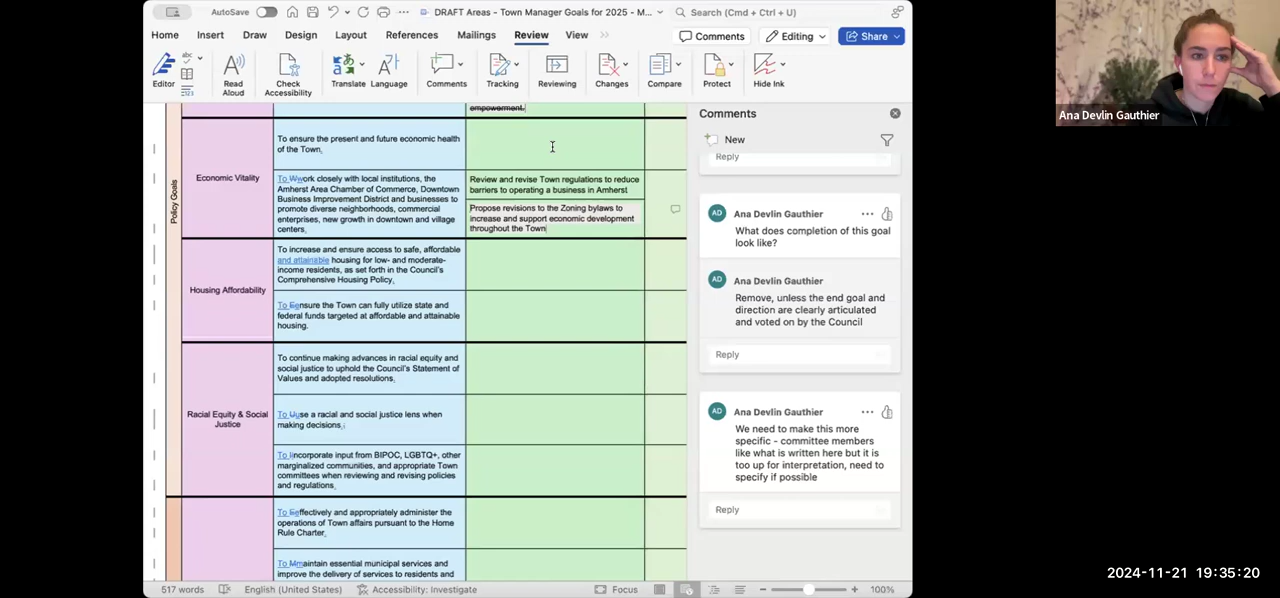 AutoSave
DRAFT Areas - Town Manager Goals for 2025 - M...
Search (Cmd + Ctrl + U)
Home Insert Draw Design Layout References Mailings Review View
Comments Editing Share
Editor Read Aloud Check Accessibility Translate Language Comments Tracking Reviewing Changes Compare Protect Hide Ink
Policy Goals
empowerment.
Economic Vitality
To ensure the present and future economic health
of the Town.
To Wwork closely with local institutions, the
Amherst Area Chamber of Commerce, Downtown
Business Improvement District and businesses to
promote diverse neighborhoods, commercial
enterprises, new growth in downtown and village
centers.
Review and revise Town regulations to reduce
barriers to operating a business in Amherst
Propose revisions to the Zoning bylaws to
increase and support economic development
throughout the Town
Housing Affordability
To increase and ensure access to safe, affordable
and attainable housing for low- and moderate-
income residents, as set forth in the Council's
Comprehensive Housing Policy.
To Eensure the Town can fully utilize state and
federal funds targeted at affordable and attainable
housing.
Racial Equity & Social
Justice
To continue making advances in racial equity and
social justice to uphold the Council's Statement of
Values and adopted resolutions.
To Uuse a racial and social justice lens when
making decisions.;
To Iincorporate input from BIPOC, LGBTQ+, other
marginalized communities, and appropriate Town
committees when reviewing and revising policies
and regulations.
To Eeffectively and appropriately administer the
operations of Town affairs pursuant to the Home
Rule Charter.
To Mmaintain essential municipal services and
improve the delivery of services to residents and
Comments
New
Reply
AD Ana Devlin Gauthier
What does completion of this goal
look like?
AD Ana Devlin Gauthier
Remove, unless the end goal and
direction are clearly articulated
and voted on by the Council
Reply
AD Ana Devlin Gauthier
We need to make this more
specific - committee members
like what is written here but it is
too up for interpretation, need to
specify if possible
Reply
517 words English (United States) Accessibility: Investigate Focus 100%
Ana Devlin Gauthier
2024-11-21 19:35:20